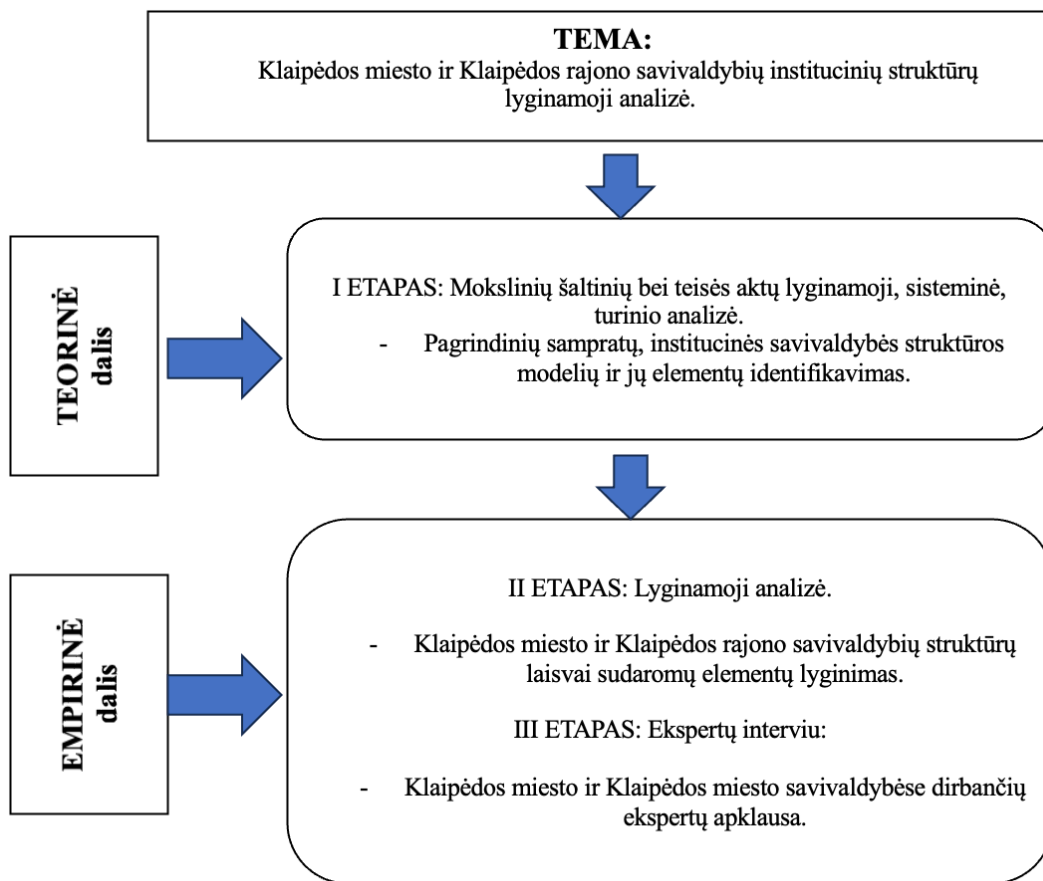 TEMA:
Klaipėdos miesto ir Klaipėdos rajono savivaldybių institucinių struktūrų
lyginamoji analizė.
TEORINĖ
dalis
I ETAPAS: Mokslinių šaltinių bei teisės aktų lyginamoji, sisteminė,
turinio analizė.
- Pagrindinių sampratų, institucinės savivaldybės struktūros
modelių ir jų elementų identifikavimas.
EMPIRINĖ
dalis
II ETAPAS: Lyginamoji analizė.
- Klaipėdos miesto ir Klaipėdos rajono savivaldybių struktūrų
laisvai sudaromų elementų lyginimas.
III ETAPAS: Ekspertų interviu:
- Klaipėdos miesto ir Klaipėdos miesto savivaldybėse dirbančių
ekspertų apklausa.